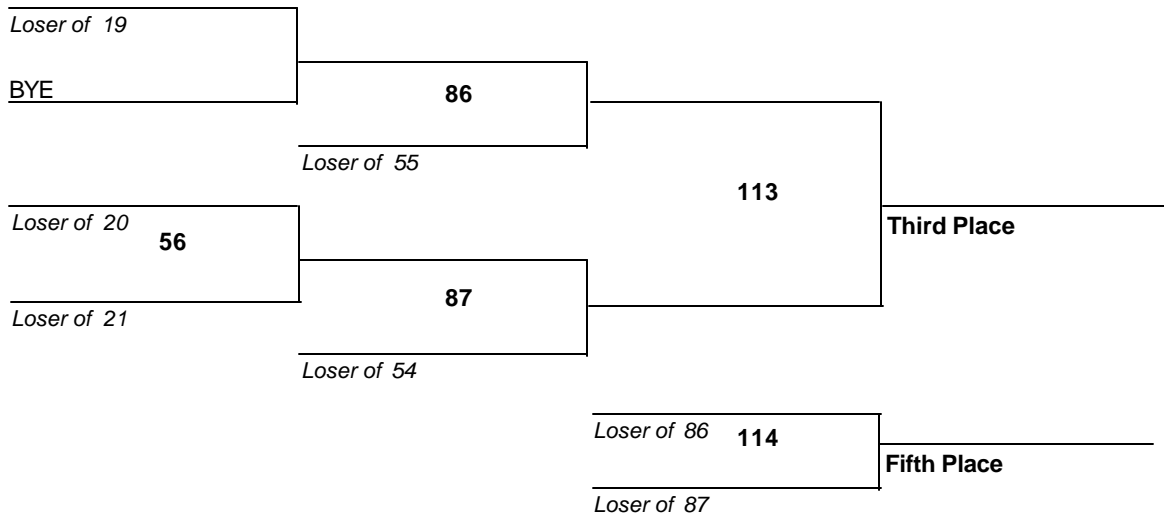 Loser of 19
BYE
86
Loser of 55
113
Loser of 20
56
Third Place
87
Loser of 21
Loser of 54
Loser of 86
114
Fifth Place
Loser of 87